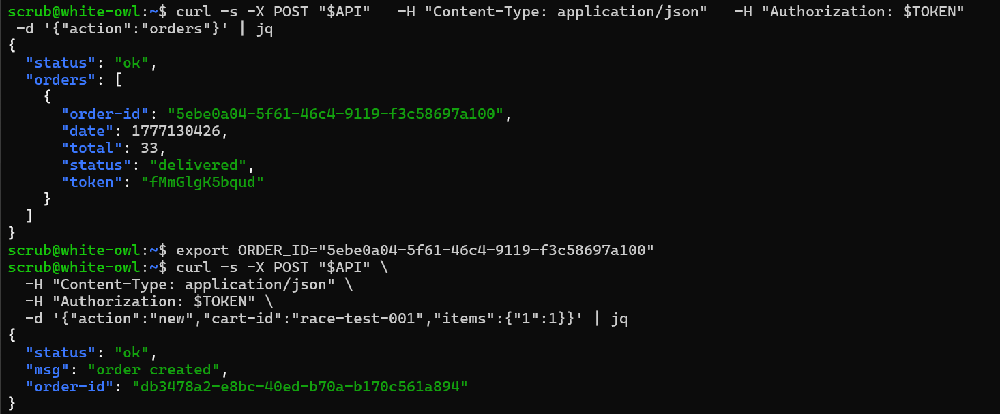 scrub@white-owl:~$ curl -s -X POST "$API"   -H "Content-Type: application/json"   -H "Authorization: $TOKEN"
 -d '{"action":"orders"}' | jq
{
  "status": "ok",
  "orders": [
    {
      "order-id": "5ebe0a04-5f61-46c4-9119-f3c58697a100",
      "date": 1777130426,
      "total": 33,
      "status": "delivered",
      "token": "fMmGlgK5bqud"
    }
  ]
}
scrub@white-owl:~$ export ORDER_ID="5ebe0a04-5f61-46c4-9119-f3c58697a100"
scrub@white-owl:~$ curl -s -X POST "$API" \
  -H "Content-Type: application/json" \
  -H "Authorization: $TOKEN" \
  -d '{"action":"new","cart-id":"race-test-001","items":{"1":1}}' | jq
{
  "status": "ok",
  "msg": "order created",
  "order-id": "db3478a2-e8bc-40ed-b70a-b170c561a894"
}